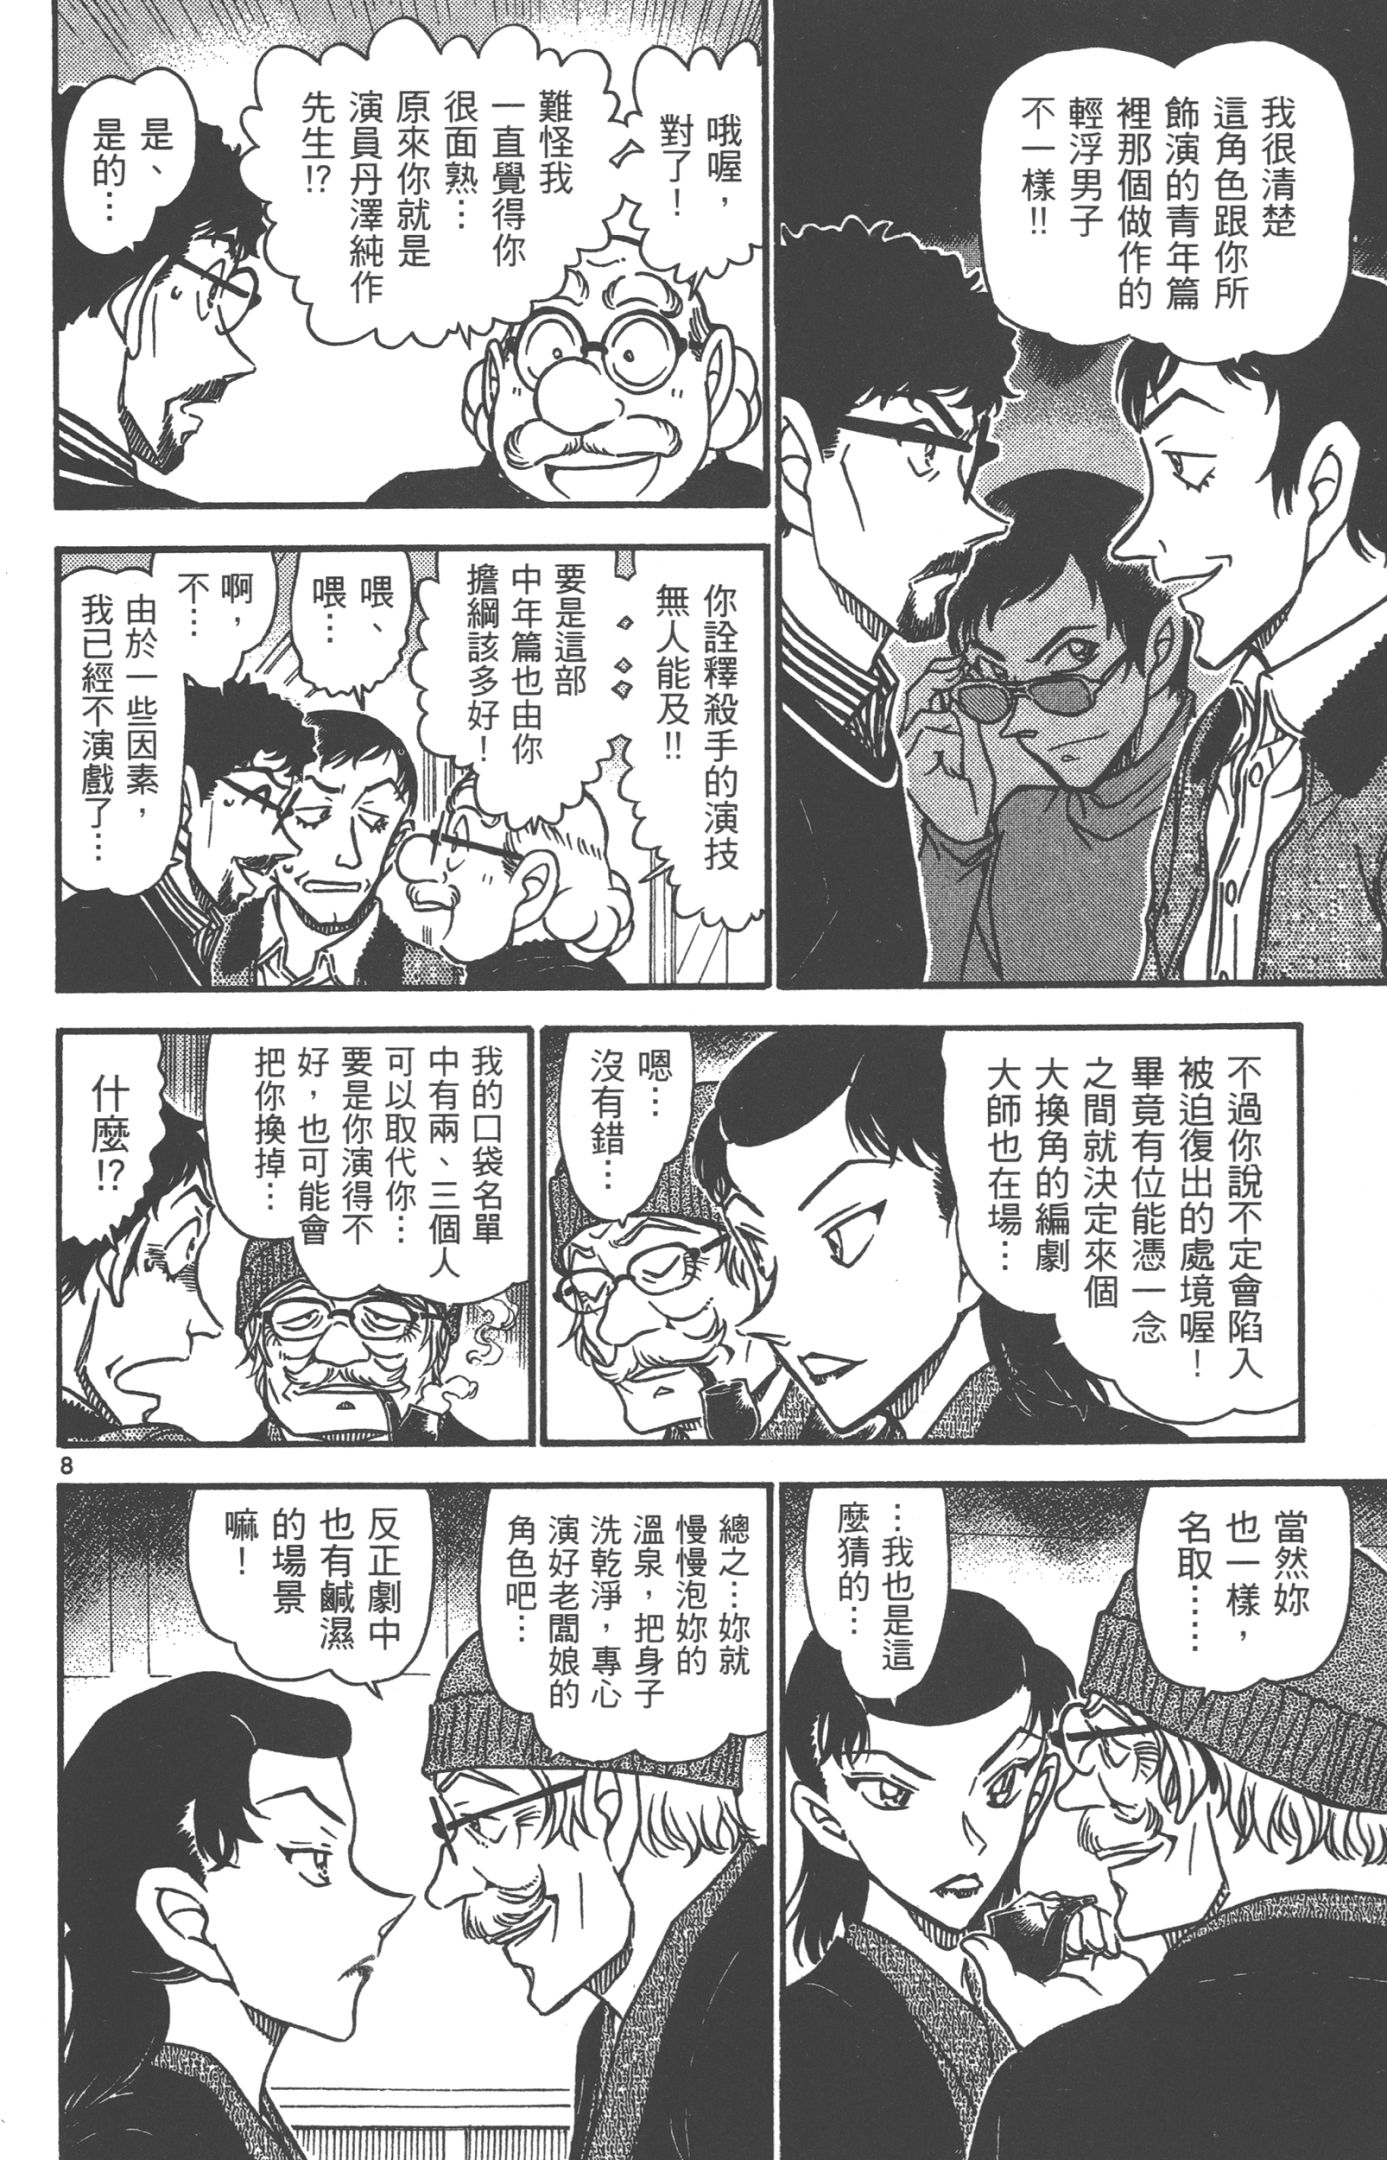 我很清楚
這角色跟你所
飾演的青年篇
裡那個做作的
輕浮男子
不一樣!!
哦喔，
對了！
難怪我
一直覺得你
很面熟…
原來你就是
演員丹澤純作
先生!?
是、
是的…
你詮釋殺手的演技
無人能及!!
要是這部
中年篇也由你
擔綱該多好！
喂、
喂…
啊，
不…
由於一些因素，
我已經不演戲了…
不過你說不定會陷入
被迫復出的處境喔！
畢竟有位能憑一念
之間就決定來個
大換角的編劇
大師也在場…
嗯…
沒有錯…
我的口袋名單
中有兩、三個人
可以取代你…
要是你演得不
好，也可能會
把你換掉…
什麼!?
當然妳
也一樣，
名取……
…我也是這
麼猜的…
總之…妳就
慢慢泡妳的
溫泉，把身子
洗乾淨，專心
演好老闆娘的
角色吧…
反正劇中
也有鹹濕
的場景
嘛！
8